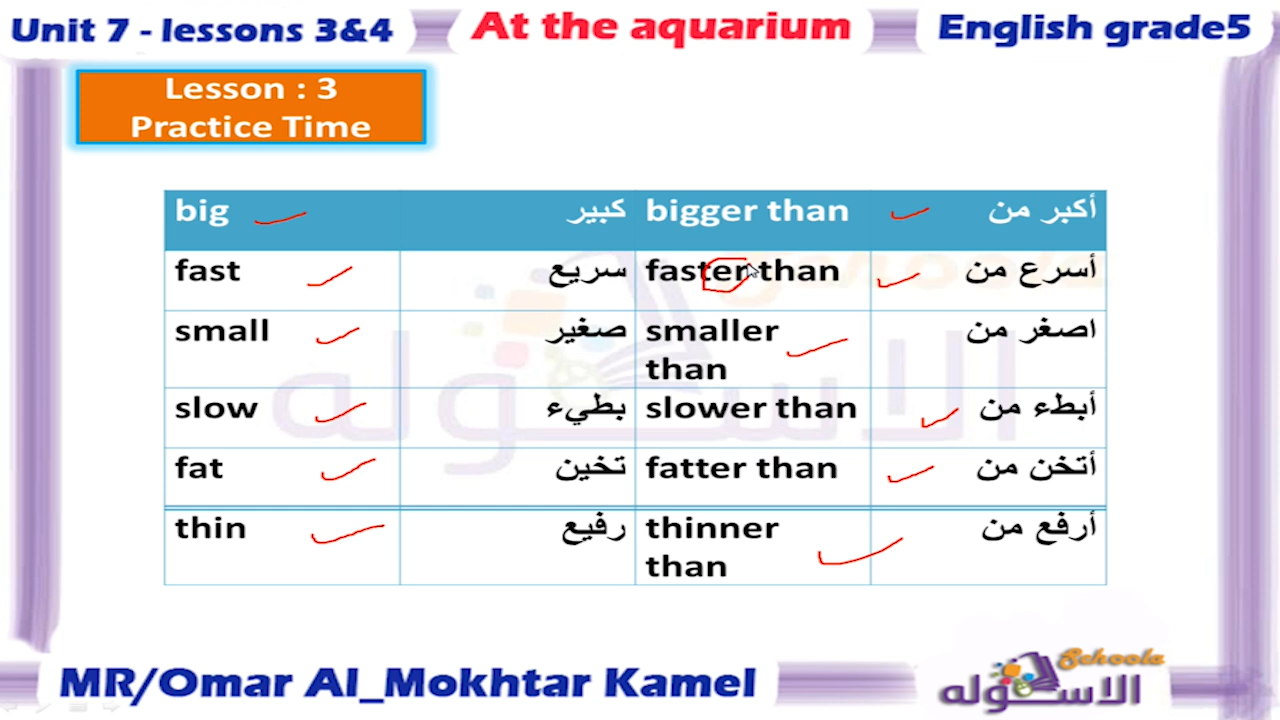 Unit 7 - lessons 3&4
At the aquarium
English grade5
Lesson : 3
Practice Time
big كبير bigger than أكبر من
fast سريع faster than أسرع من
small صغير smaller than اصغر من
slow بطيء slower than أبطء من
fat تخين fatter than أتخن من
thin رفيع thinner than أرفع من
MR/Omar Al_Mokhtar Kamel
Schoola
الاسكوله